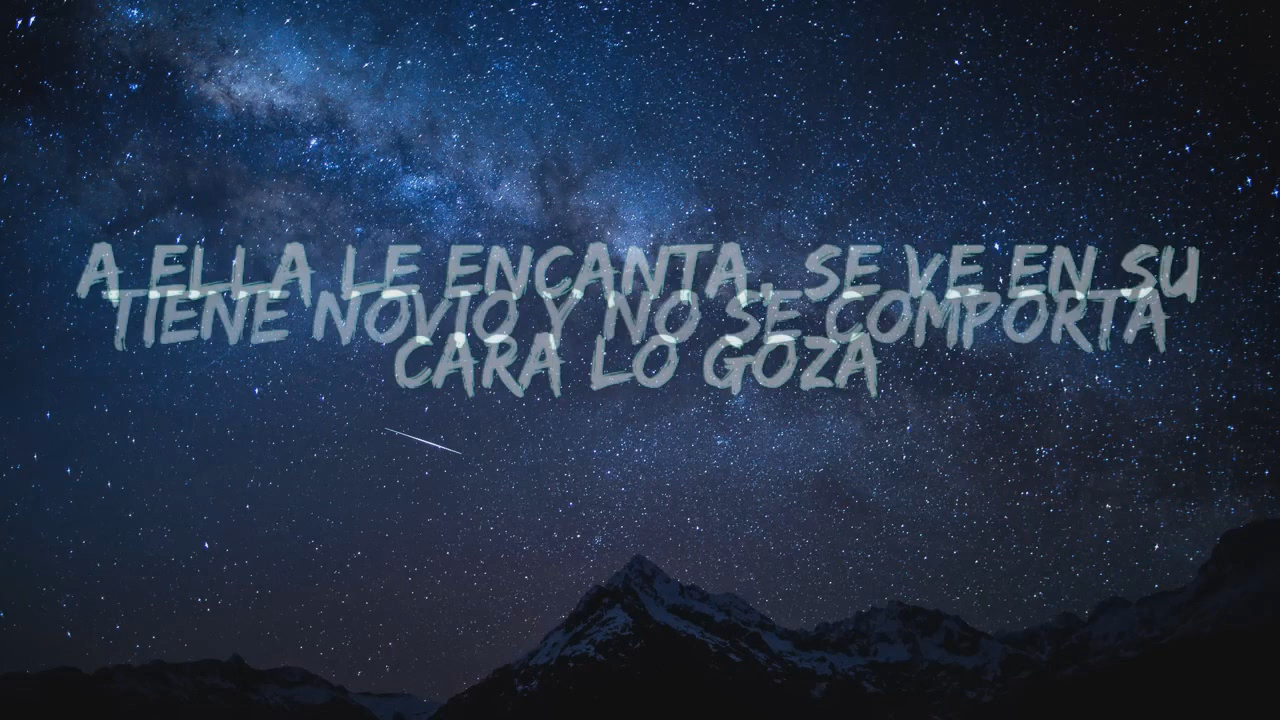 A ELLA LE ENCANTA, SE VE EN SU
TIENE NOVIO Y NO SE COMPORTA
CARA LO GOZA